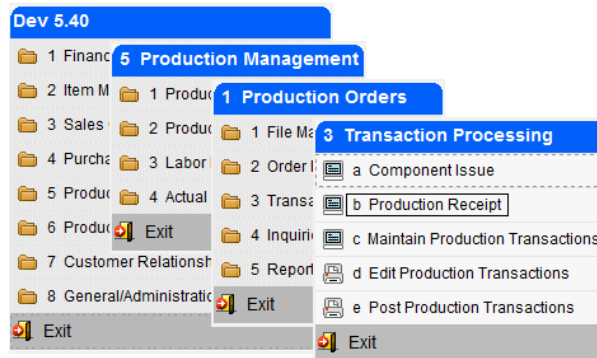 Dev 5.40
1 Financ
2 Item M
3 Sales
4 Purcha
5 Produc
6 Produc
7 Customer Relationsh
8 General/Administratio
Exit
5 Production Management
1 Produc
2 Produc
3 Labor
4 Actual
Exit
1 Production Orders
1 File Ma
2 Order
3 Transa
4 Inquiri
5 Report
Exit
3 Transaction Processing
a Component Issue
b Production Receipt
c Maintain Production Transactions
d Edit Production Transactions
e Post Production Transactions
Exit